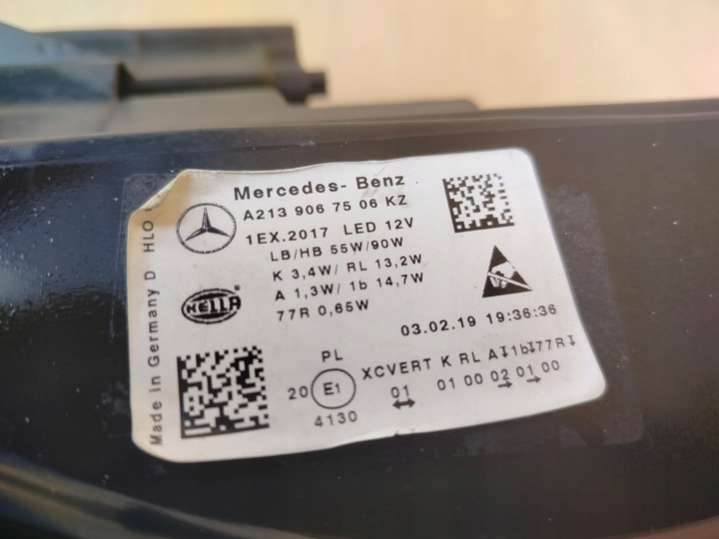 Mercedes- Benz
A213 906 75 06 KZ
1EX.2017 LED 12V
LB/HB 55W/90W
K 3,4W/ RL 13,2W
A 1,3W/ 1b 14,7W
77R 0,65W
HELLA
03.02.19 19:36:36
Made in Germany D HLO
PL
20 E1
4130
XCVERT K RL A 1b 77R
01 01 00 02 01 00